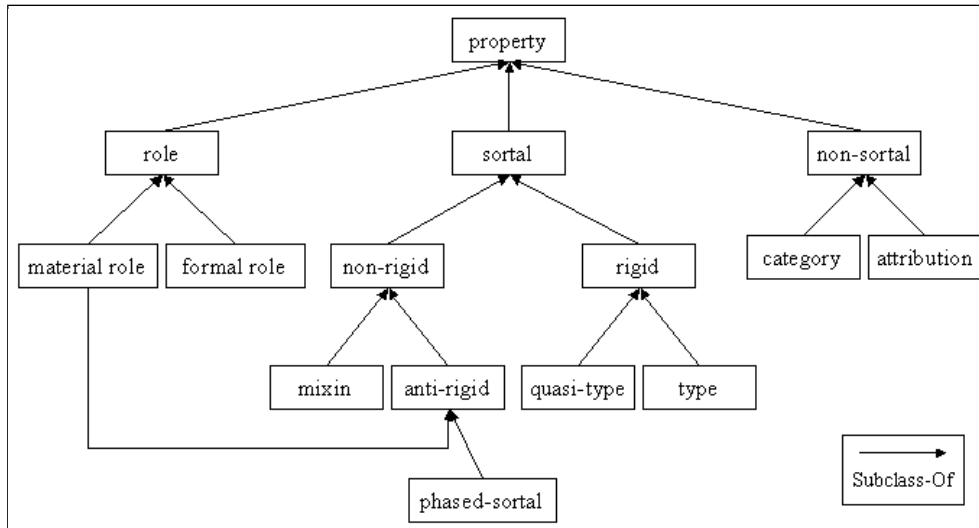 property
role
sortal
non-sortal
material role
formal role
non-rigid
rigid
category
attribution
mixin
anti-rigid
quasi-type
type
phased-sortal
Subclass-Of